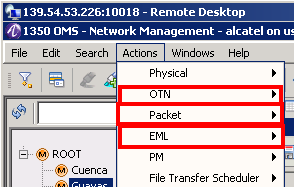 139.54.53.226:10018 - Remote Desktop
1350 OMS - Network Management - alcatel on us
File Edit Search Actions Windows Help
Physical
OTN
Packet
EML
PM
File Transfer Scheduler
ROOT
Cuenca
Guayas